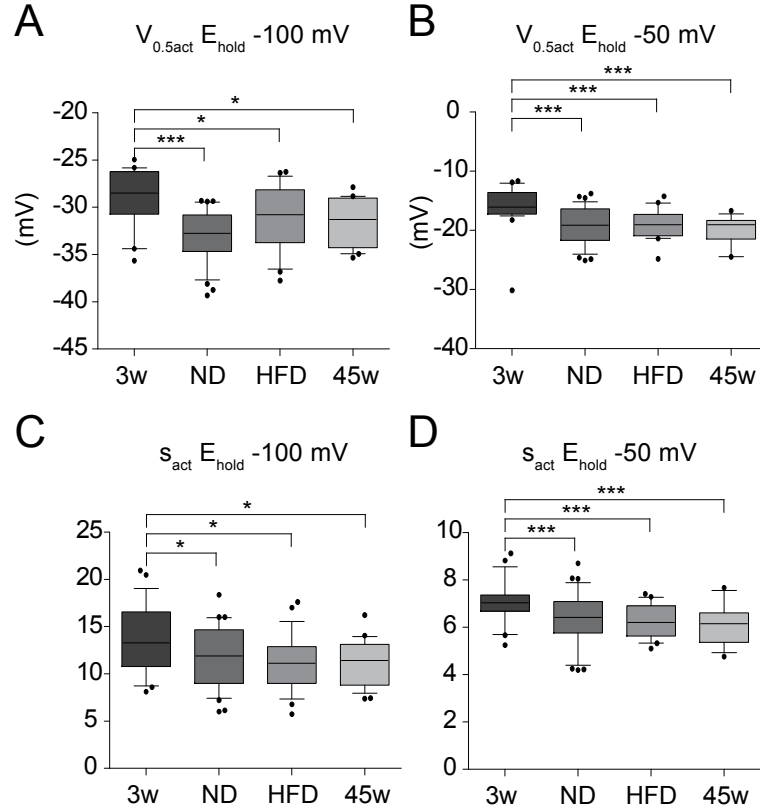 A
V0.5act Ehold -100 mV
-20
-25
-30
-35
-40
-45
(mV)
*
*
***
3w ND HFD 45w
B
V0.5act Ehold -50 mV
0
-10
-20
-30
-40
(mV)
***
***
***
3w ND HFD 45w
C
sact Ehold -100 mV
25
20
15
10
5
0
*
*
*
3w ND HFD 45w
D
sact Ehold -50 mV
10
8
6
4
2
0
***
***
***
3w ND HFD 45w